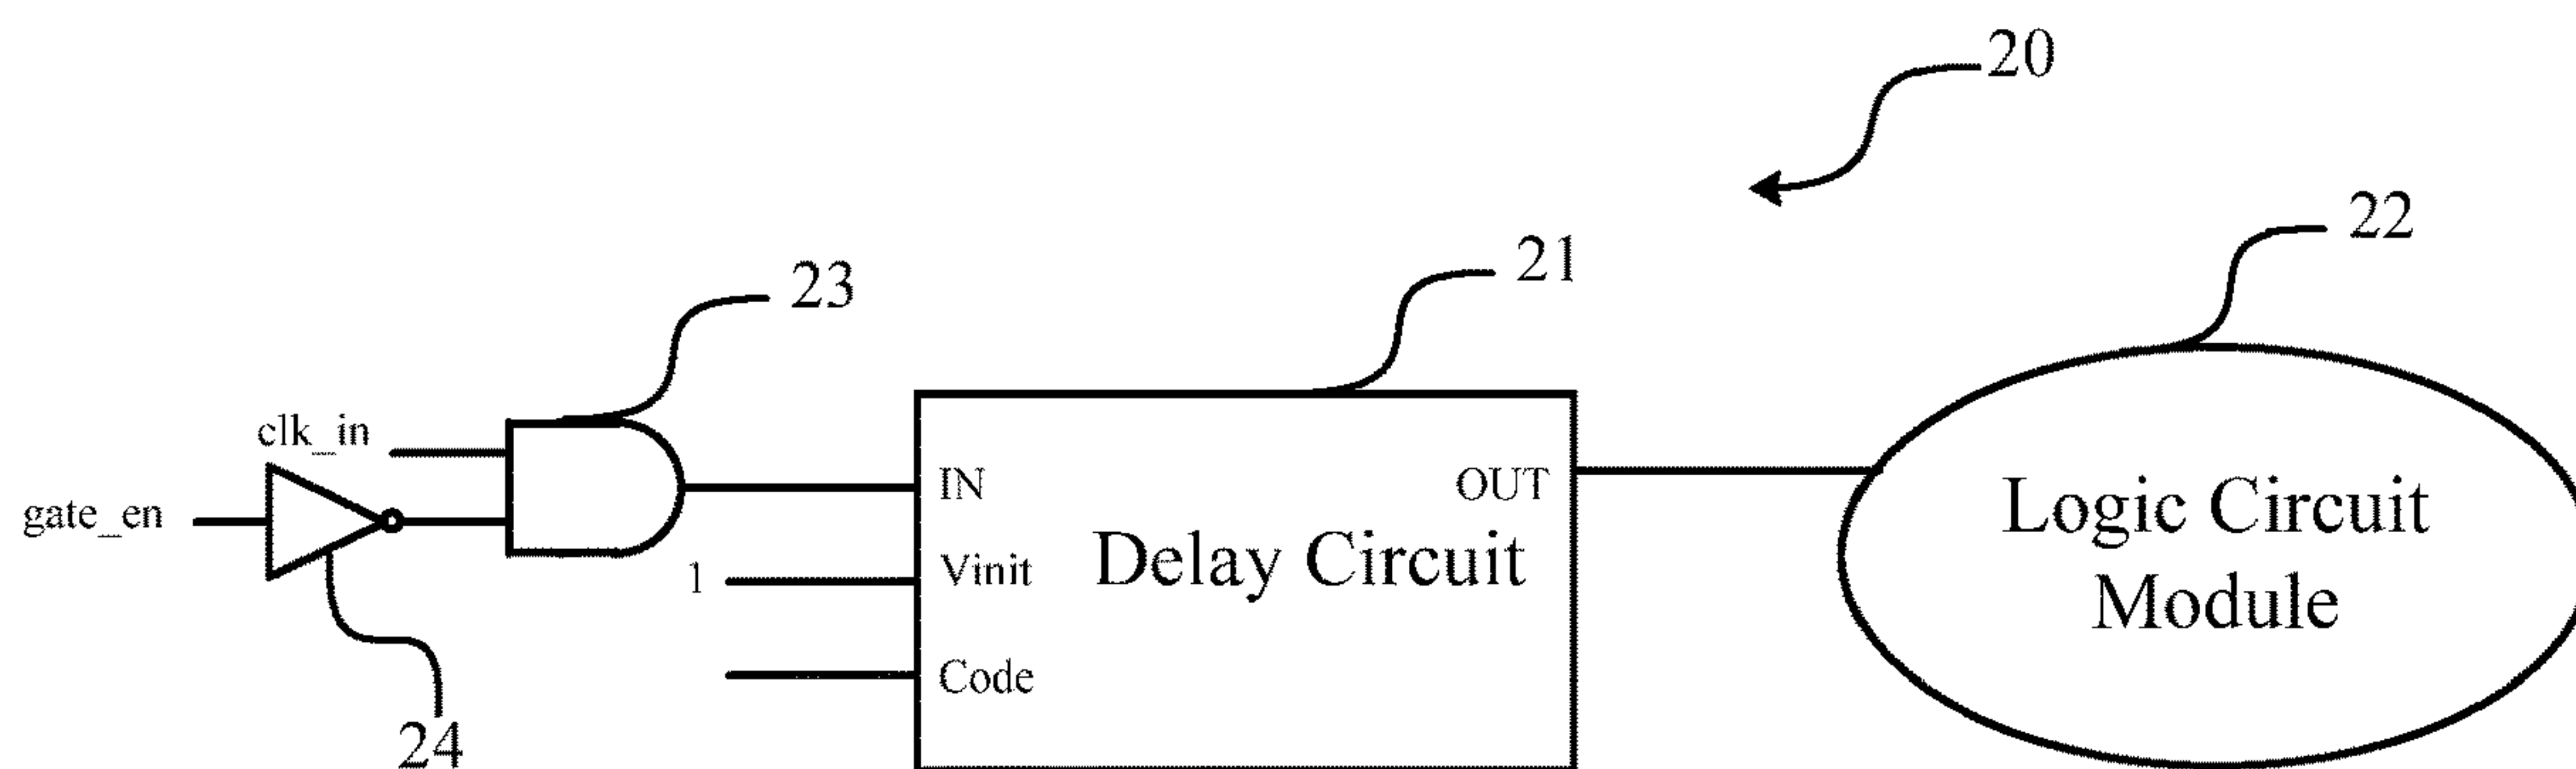 20
22
21
23
clk_in
gate_en
IN
OUT
1
Vinit
Code
Delay Circuit
Logic Circuit
Module
24